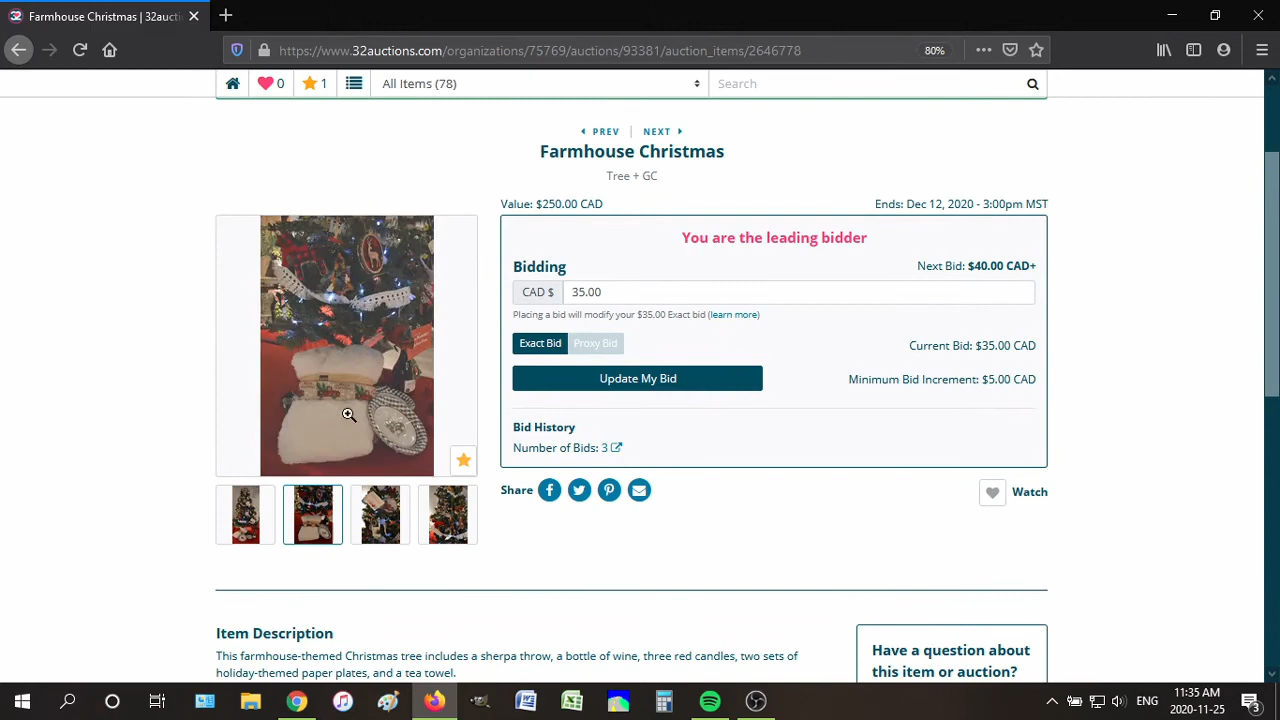 Farmhouse Christmas | 32aucti
https://www.32auctions.com/organizations/75769/auctions/93381/auction_items/2646778
80%
0
1
All Items (78)
Search
PREV | NEXT
Farmhouse Christmas
Tree + GC
Value: $250.00 CAD
Ends: Dec 12, 2020 - 3:00pm MST
You are the leading bidder
Bidding
Next Bid: $40.00 CAD+
CAD $ 35.00
Placing a bid will modify your $35.00 Exact bid (learn more)
Exact Bid Proxy Bid
Current Bid: $35.00 CAD
Update My Bid
Minimum Bid Increment: $5.00 CAD
Bid History
Number of Bids: 3
Share
Watch
Item Description
This farmhouse-themed Christmas tree includes a sherpa throw, a bottle of wine, three red candles, two sets of
holiday-themed paper plates, and a tea towel.
Have a question about
this item or auction?
ENG
11:35 AM
2020-11-25
3